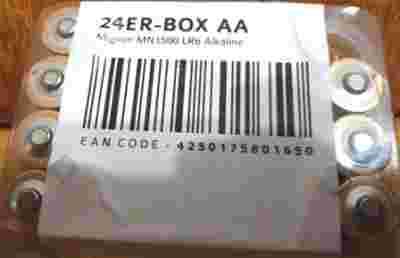 24ER-BOX AA
Mignon MN1500 LR6 Alkaline
EAN CODE - 4250175801650